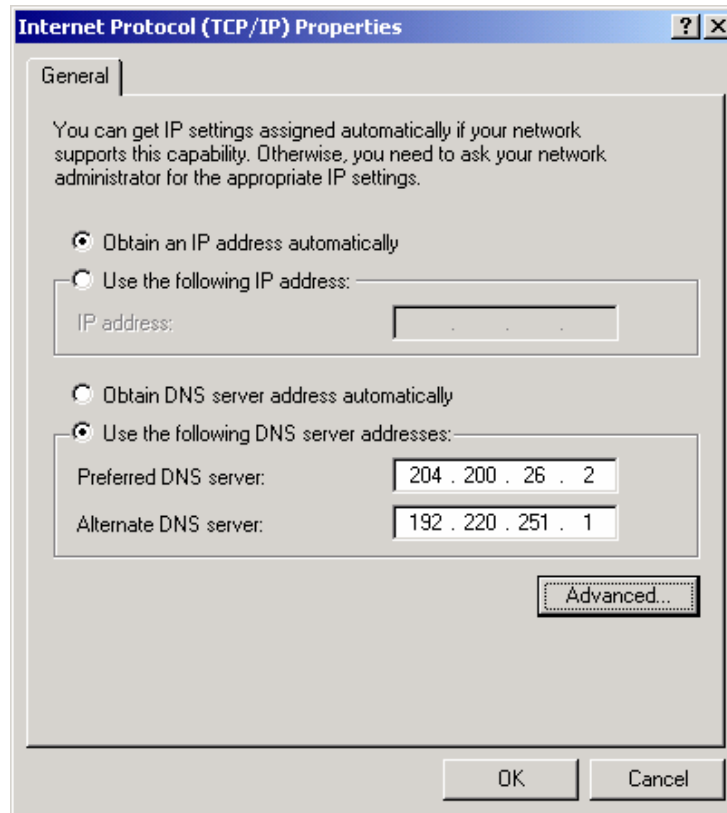 Internet Protocol (TCP/IP) Properties
General
You can get IP settings assigned automatically if your network
supports this capability. Otherwise, you need to ask your network
administrator for the appropriate IP settings.
Obtain an IP address automatically
Use the following IP address:
IP address: . . .
Obtain DNS server address automatically
Use the following DNS server addresses:
Preferred DNS server: 204 . 200 . 26 . 2
Alternate DNS server: 192 . 220 . 251 . 1
Advanced...
OK Cancel